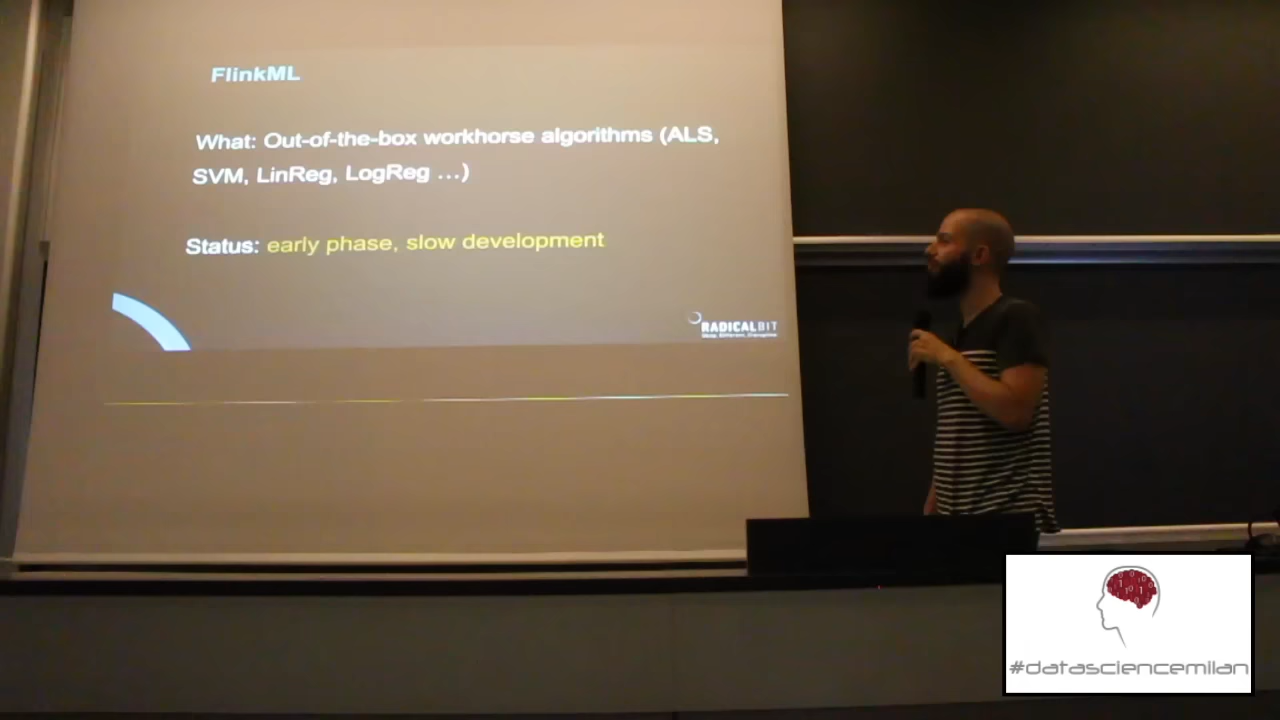 FlinkML
What: Out-of-the-box workhorse algorithms (ALS,
SVM, LinReg, LogReg …)
Status: early phase, slow development
RADICALBIT
#datasciencemilan